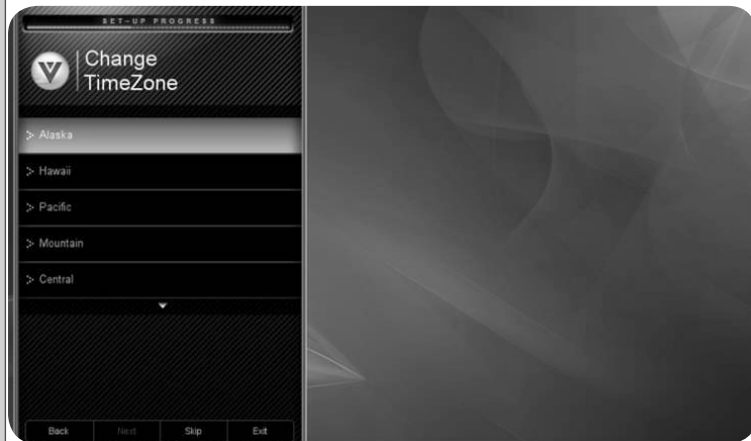 SET-UP PROGRESS
Change
TimeZone
> Alaska
> Hawaii
> Pacific
> Mountain
> Central
Back Next Skip Exit